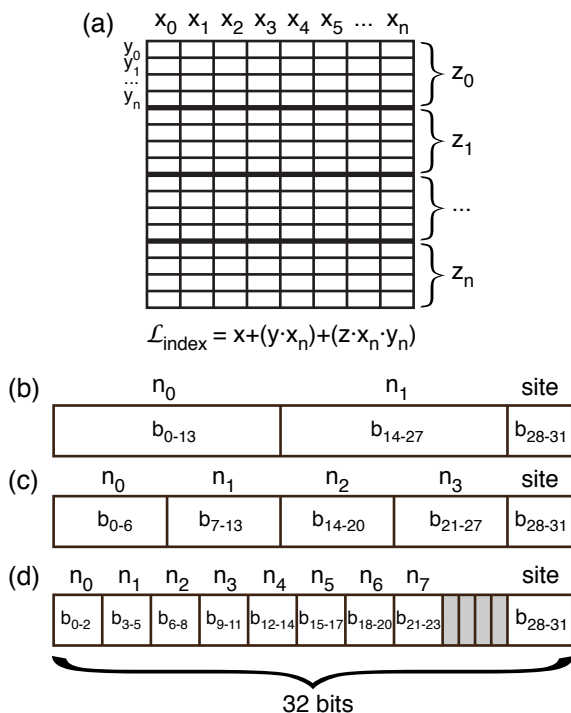 (a)
x0 x1 x2 x3 x4 x5 ... xn
y0
y1
...
yn
z0
z1
...
zn
ℒindex = x+(y·xn)+(z·xn·yn)
(b)
n0 n1 site
b0-13 b14-27 b28-31
(c)
n0 n1 n2 n3
b0-6 b7-13 b14-20 b21-27 b28-31
(d)
n0 n1 n2 n3 n4 n5 n6 n7 site
b0-2 b3-5 b6-8 b9-11 b12-14 b15-17 b18-20 b21-23 b28-31
32 bits